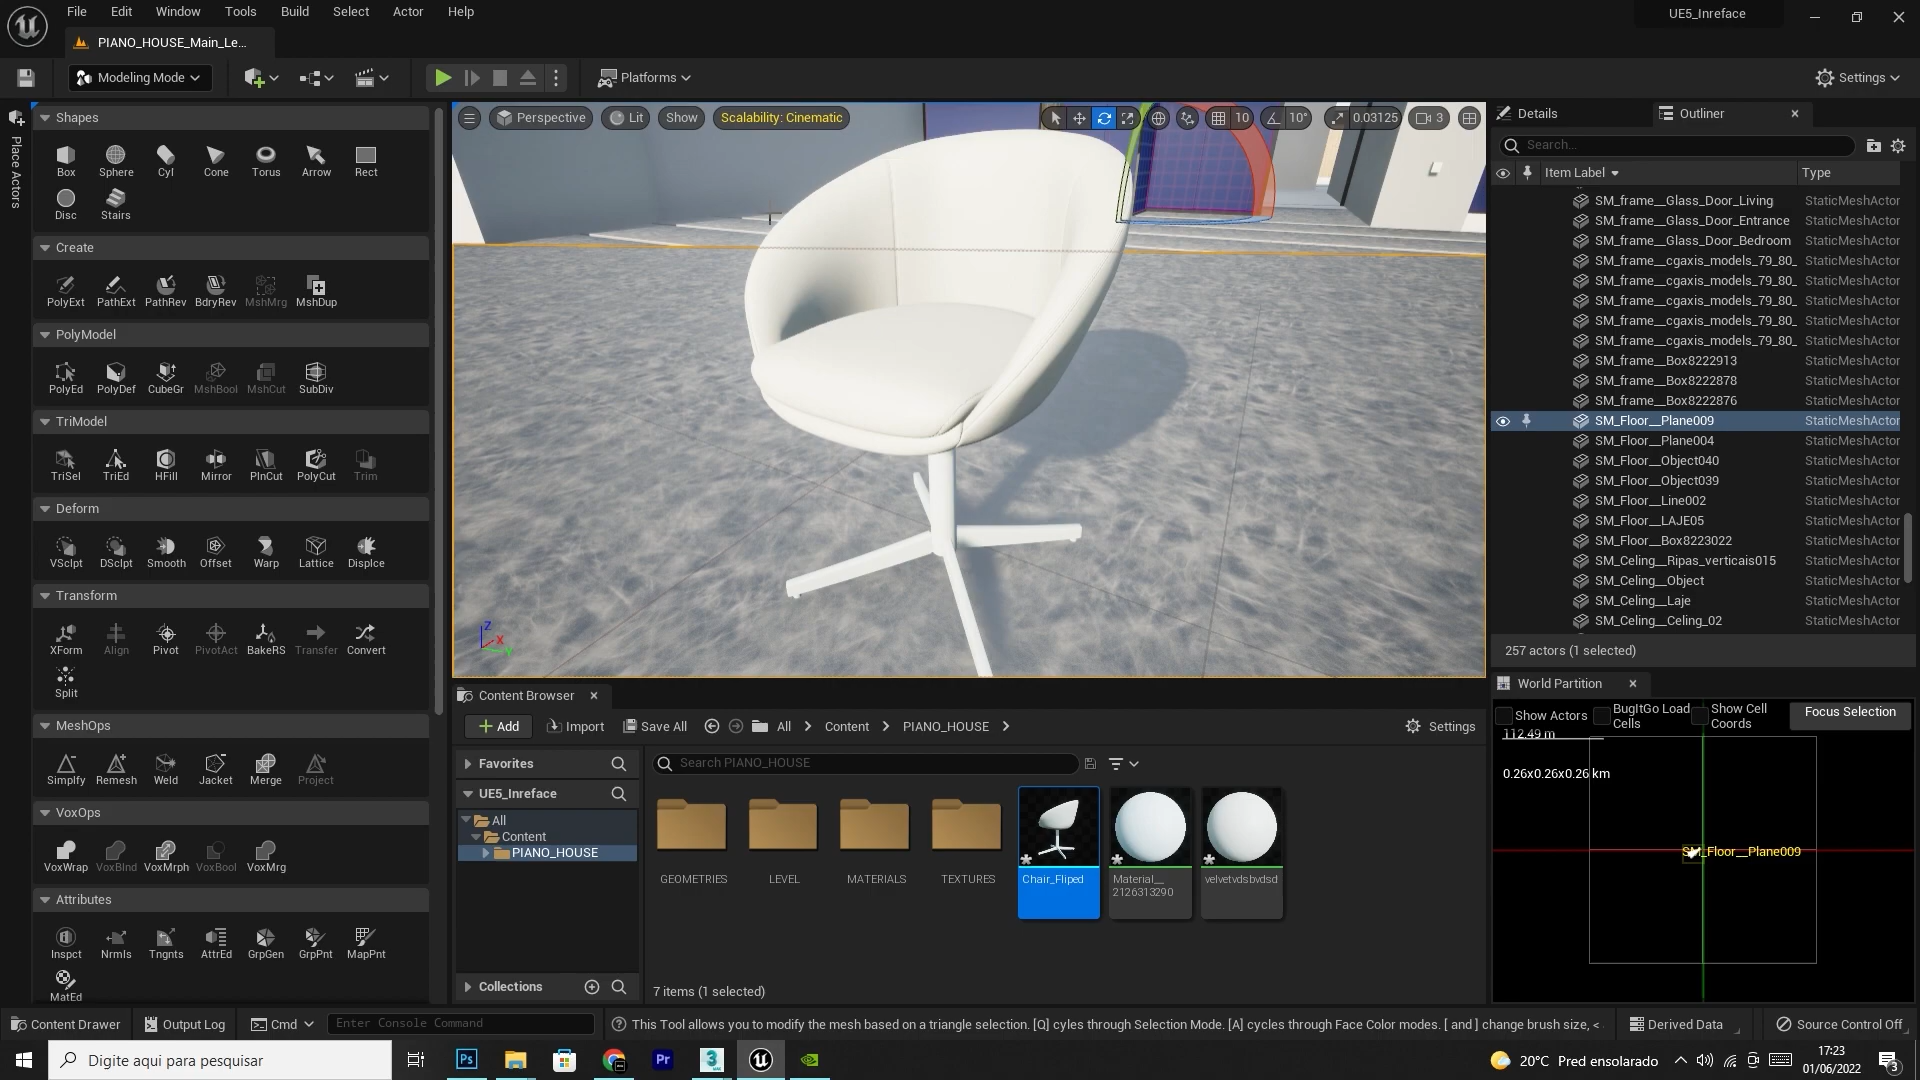 File Edit Window Tools Build Select Actor Help
UE5_Inreface
PIANO_HOUSE_Main_Le...
Modeling Mode
Platforms
Settings
Place Actors
Shapes
Box Sphere Cyl Cone Torus Arrow Rect
Disc Stairs
Create
PolyExt PathExt PathRev BdryRev MshMrg MshDup
PolyModel
PolyEd PolyDef CubeGr MshBool MshCut SubDiv
TriModel
TriSel TriEd HFill Mirror PlnCut PolyCut Trim
Deform
VSclpt DSclpt Smooth Offset Warp Lattice Displce
Transform
XForm Align Pivot PivotAct BakeRS Transfer Convert
Split
MeshOps
Simplfy Remesh Weld Jacket Merge Project
VoxOps
VoxWrap VoxBlnd VoxMrph VoxBool VoxMrg
Attributes
Inspct Nrmls Tngnts AttrEd GrpGen GrpPnt MapPnt
MatEd
Perspective Lit Show Scalability: Cinematic
10 10° 0.03125 3
Z
X
Y
Details Outliner
Search...
Item Label Type
SM_frame__Glass_Door_Living StaticMeshActor
SM_frame__Glass_Door_Entrance StaticMeshActor
SM_frame__Glass_Door_Bedroom StaticMeshActor
SM_frame__cgaxis_models_79_80_ StaticMeshActor
SM_frame__cgaxis_models_79_80_ StaticMeshActor
SM_frame__cgaxis_models_79_80_ StaticMeshActor
SM_frame__cgaxis_models_79_80_ StaticMeshActor
SM_frame__cgaxis_models_79_80_ StaticMeshActor
SM_frame__Box8222913 StaticMeshActor
SM_frame__Box8222878 StaticMeshActor
SM_frame__Box8222876 StaticMeshActor
SM_Floor__Plane009 StaticMeshActor
SM_Floor__Plane004 StaticMeshActor
SM_Floor__Object040 StaticMeshActor
SM_Floor__Object039 StaticMeshActor
SM_Floor__Line002 StaticMeshActor
SM_Floor__LAJE05 StaticMeshActor
SM_Floor__Box8223022 StaticMeshActor
SM_Celing__Ripas_verticais015 StaticMeshActor
SM_Celing__Object StaticMeshActor
SM_Celing__Laje StaticMeshActor
SM_Celing__Celing_02 StaticMeshActor
257 actors (1 selected)
World Partition
Show Actors BugItGo Load Cells Show Cell Coords Focus Selection
112.49 m
0.26x0.26x0.26 km
SM_Floor__Plane009
Content Browser
Add Import Save All All Content PIANO_HOUSE Settings
Favorites
UE5_Inreface
All
Content
PIANO_HOUSE
Collections
Search PIANO_HOUSE
GEOMETRIES LEVEL MATERIALS TEXTURES Chair_Fliped Material__ velvetvdsbvdsd
2126313290
7 items (1 selected)
Content Drawer Output Log Cmd Enter Console Command This Tool allows you to modify the mesh based on a triangle selection. [Q] cyles through Selection Mode. [A] cycles through Face Color modes. [ and ] change brush size, < Derived Data Source Control Off
Digite aqui para pesquisar
Ps Pr 3
20°C Pred ensolarado
17:23
01/06/2022
3